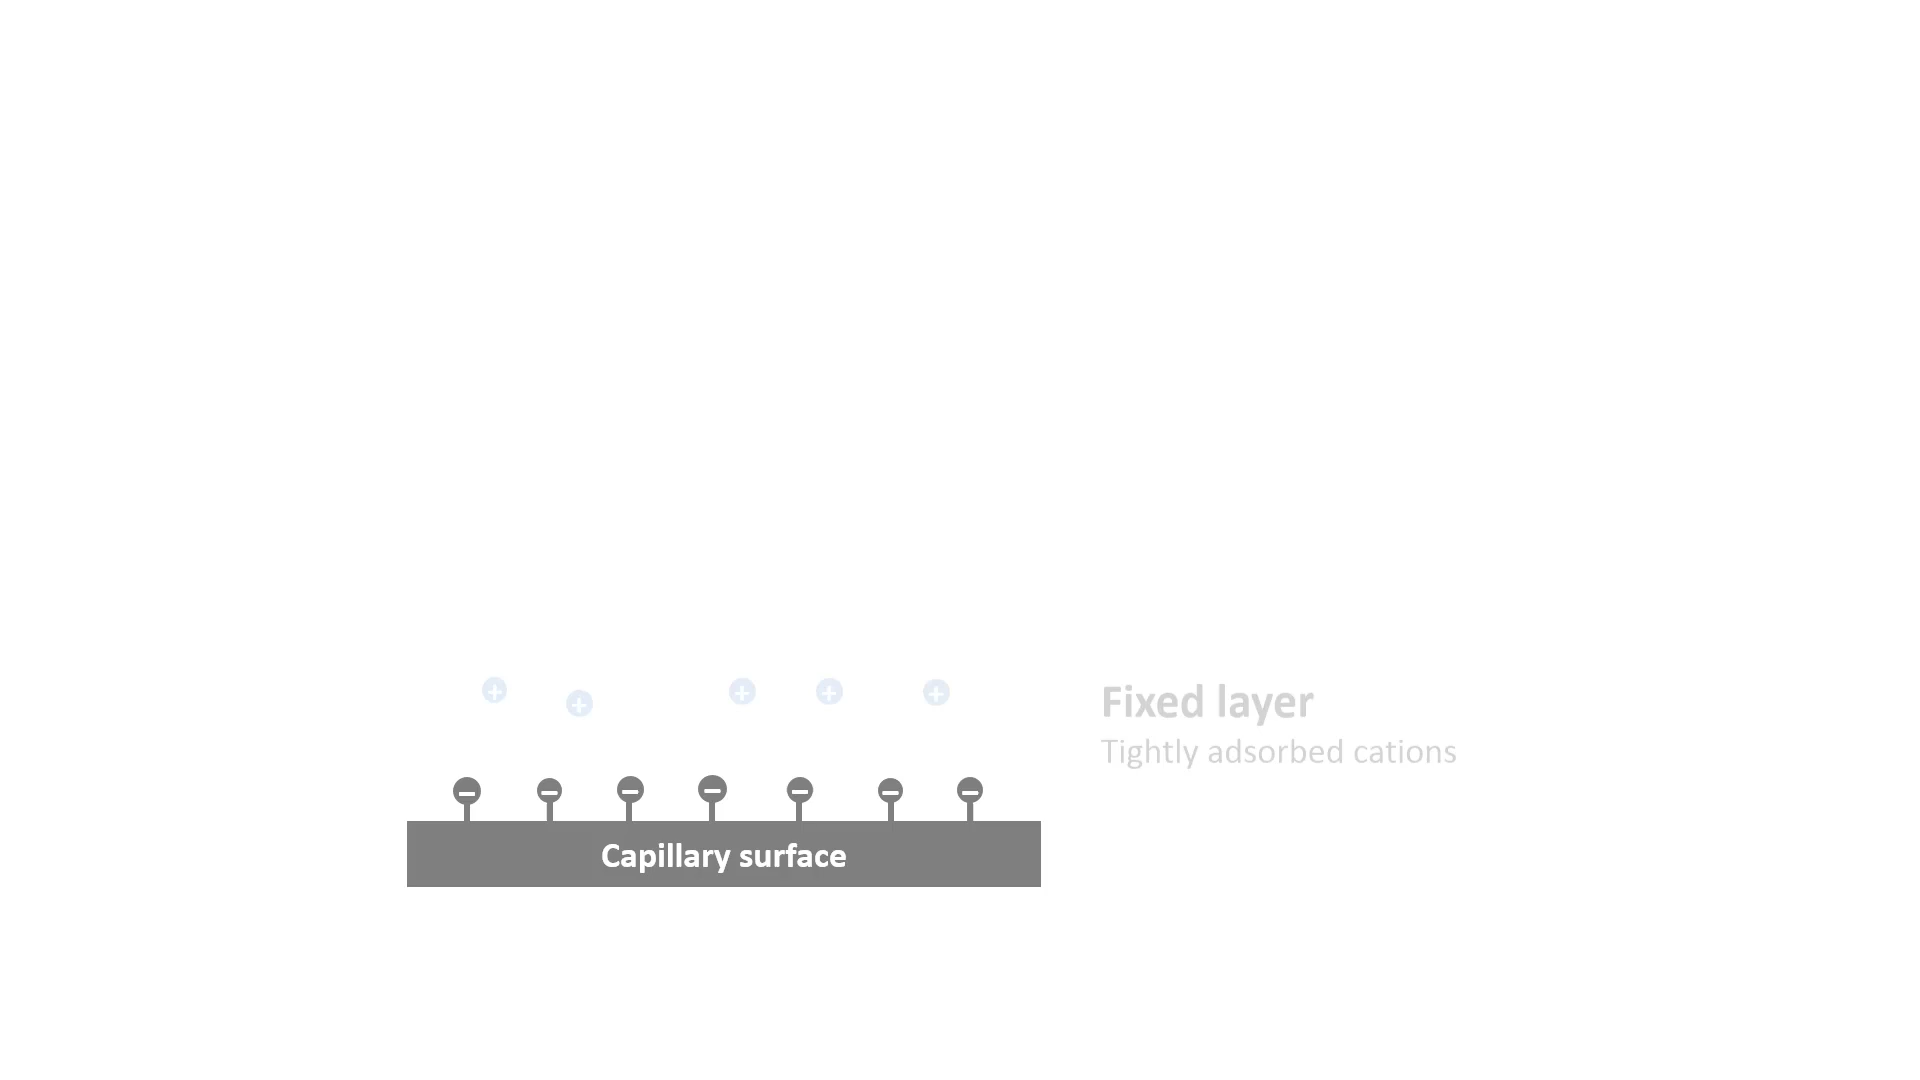 + + + + +
Fixed layer
Tightly adsorbed cations
− − − − − − −
Capillary surface